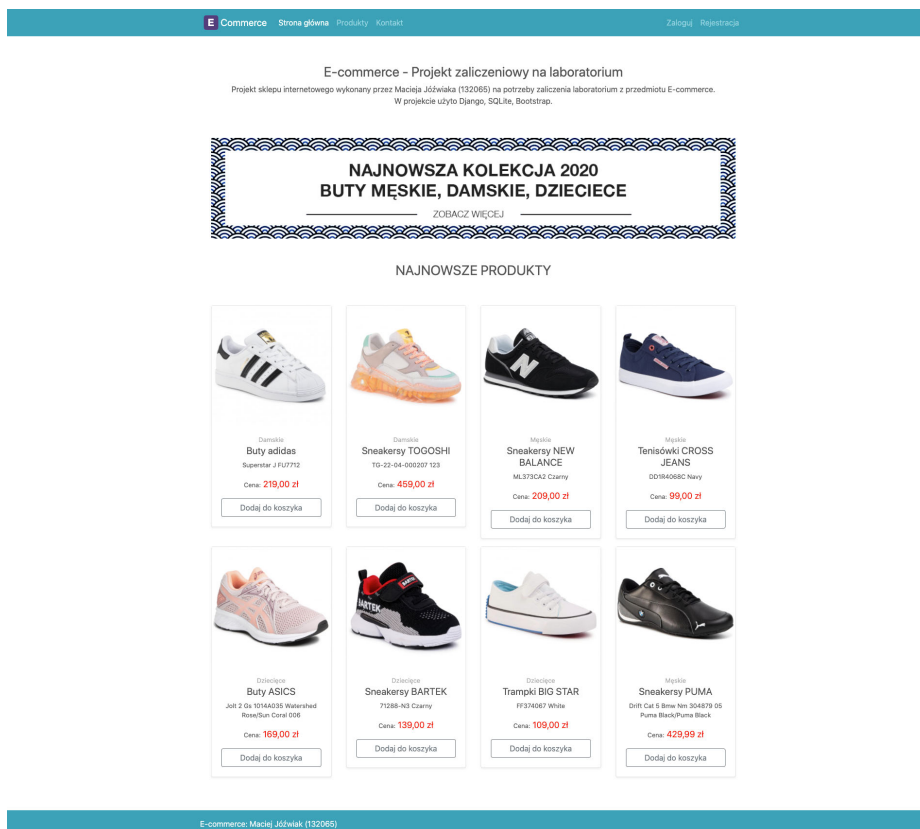 E Commerce Strona główna Produkty Kontakt Zaloguj Rejestracja
E-commerce - Projekt zaliczeniowy na laboratorium
Projekt sklepu internetowego wykonany przez Macieja Jóźwiaka (132065) na potrzeby zaliczenia laboratorium z przedmiotu E-commerce.
W projekcie użyto Django, SQLite, Bootstrap.
NAJNOWSZA KOLEKCJA 2020
BUTY MĘSKIE, DAMSKIE, DZIECIECE
ZOBACZ WIĘCEJ
NAJNOWSZE PRODUKTY
Damskie
Buty adidas
Superstar J FU7712
Cena: 219,00 zł
Dodaj do koszyka
Damskie
Sneakersy TOGOSHI
TG-22-04-000207 123
Cena: 459,00 zł
Dodaj do koszyka
N
Męskie
Sneakersy NEW
BALANCE
ML373CA2 Czarny
Cena: 209,00 zł
Dodaj do koszyka
Męskie
Tenisówki CROSS
JEANS
DD1R4068C Navy
Cena: 99,00 zł
Dodaj do koszyka
Dziecięce
Buty ASICS
Jolt 2 Gs 1014A035 Watershed
Rose/Sun Coral 006
Cena: 169,00 zł
Dodaj do koszyka
BARTEK
Dziecięce
Sneakersy BARTEK
71288-N3 Czarny
Cena: 139,00 zł
Dodaj do koszyka
Dziecięce
Trampki BIG STAR
FF374067 White
Cena: 109,00 zł
Dodaj do koszyka
Męskie
Sneakersy PUMA
Drift Cat 5 Bmw Nm 304879 05
Puma Black/Puma Black
Cena: 429,99 zł
Dodaj do koszyka
E-commerce: Maciej Jóźwiak (132065)